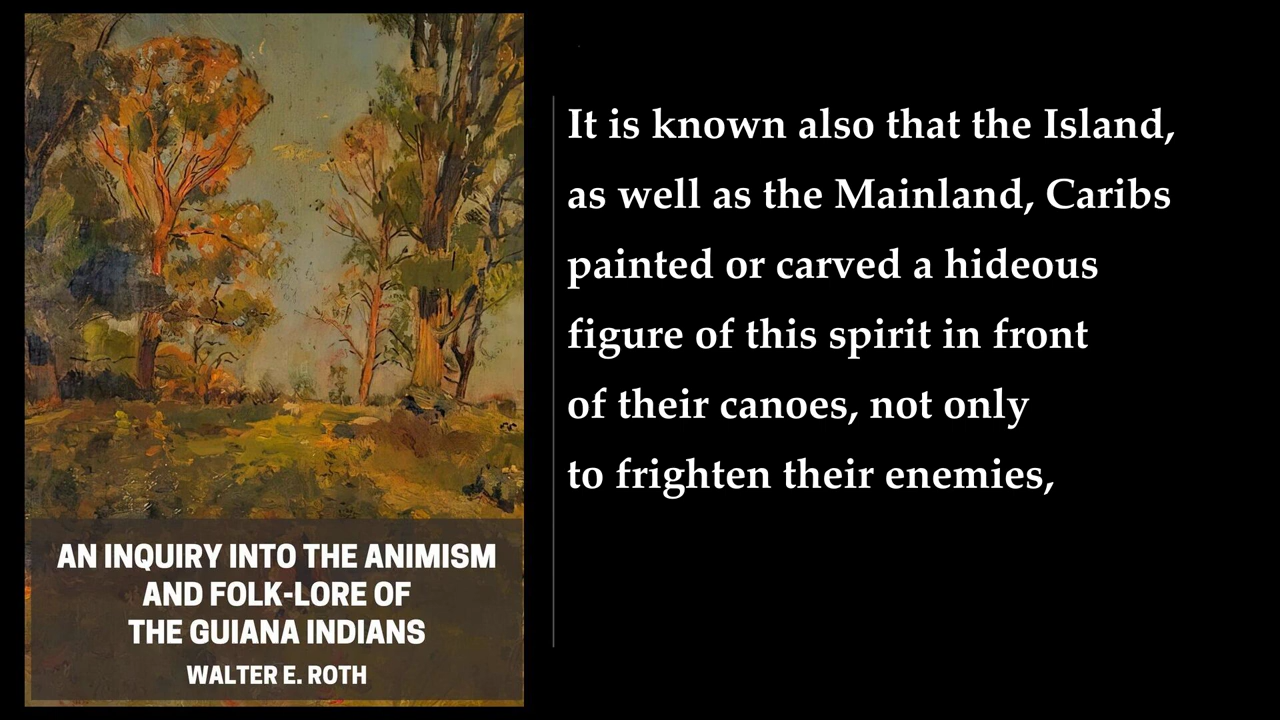 It is known also that the Island,
as well as the Mainland, Caribs
painted or carved a hideous
figure of this spirit in front
of their canoes, not only
to frighten their enemies,
AN INQUIRY INTO THE ANIMISM
AND FOLK-LORE OF
THE GUIANA INDIANS
WALTER E. ROTH